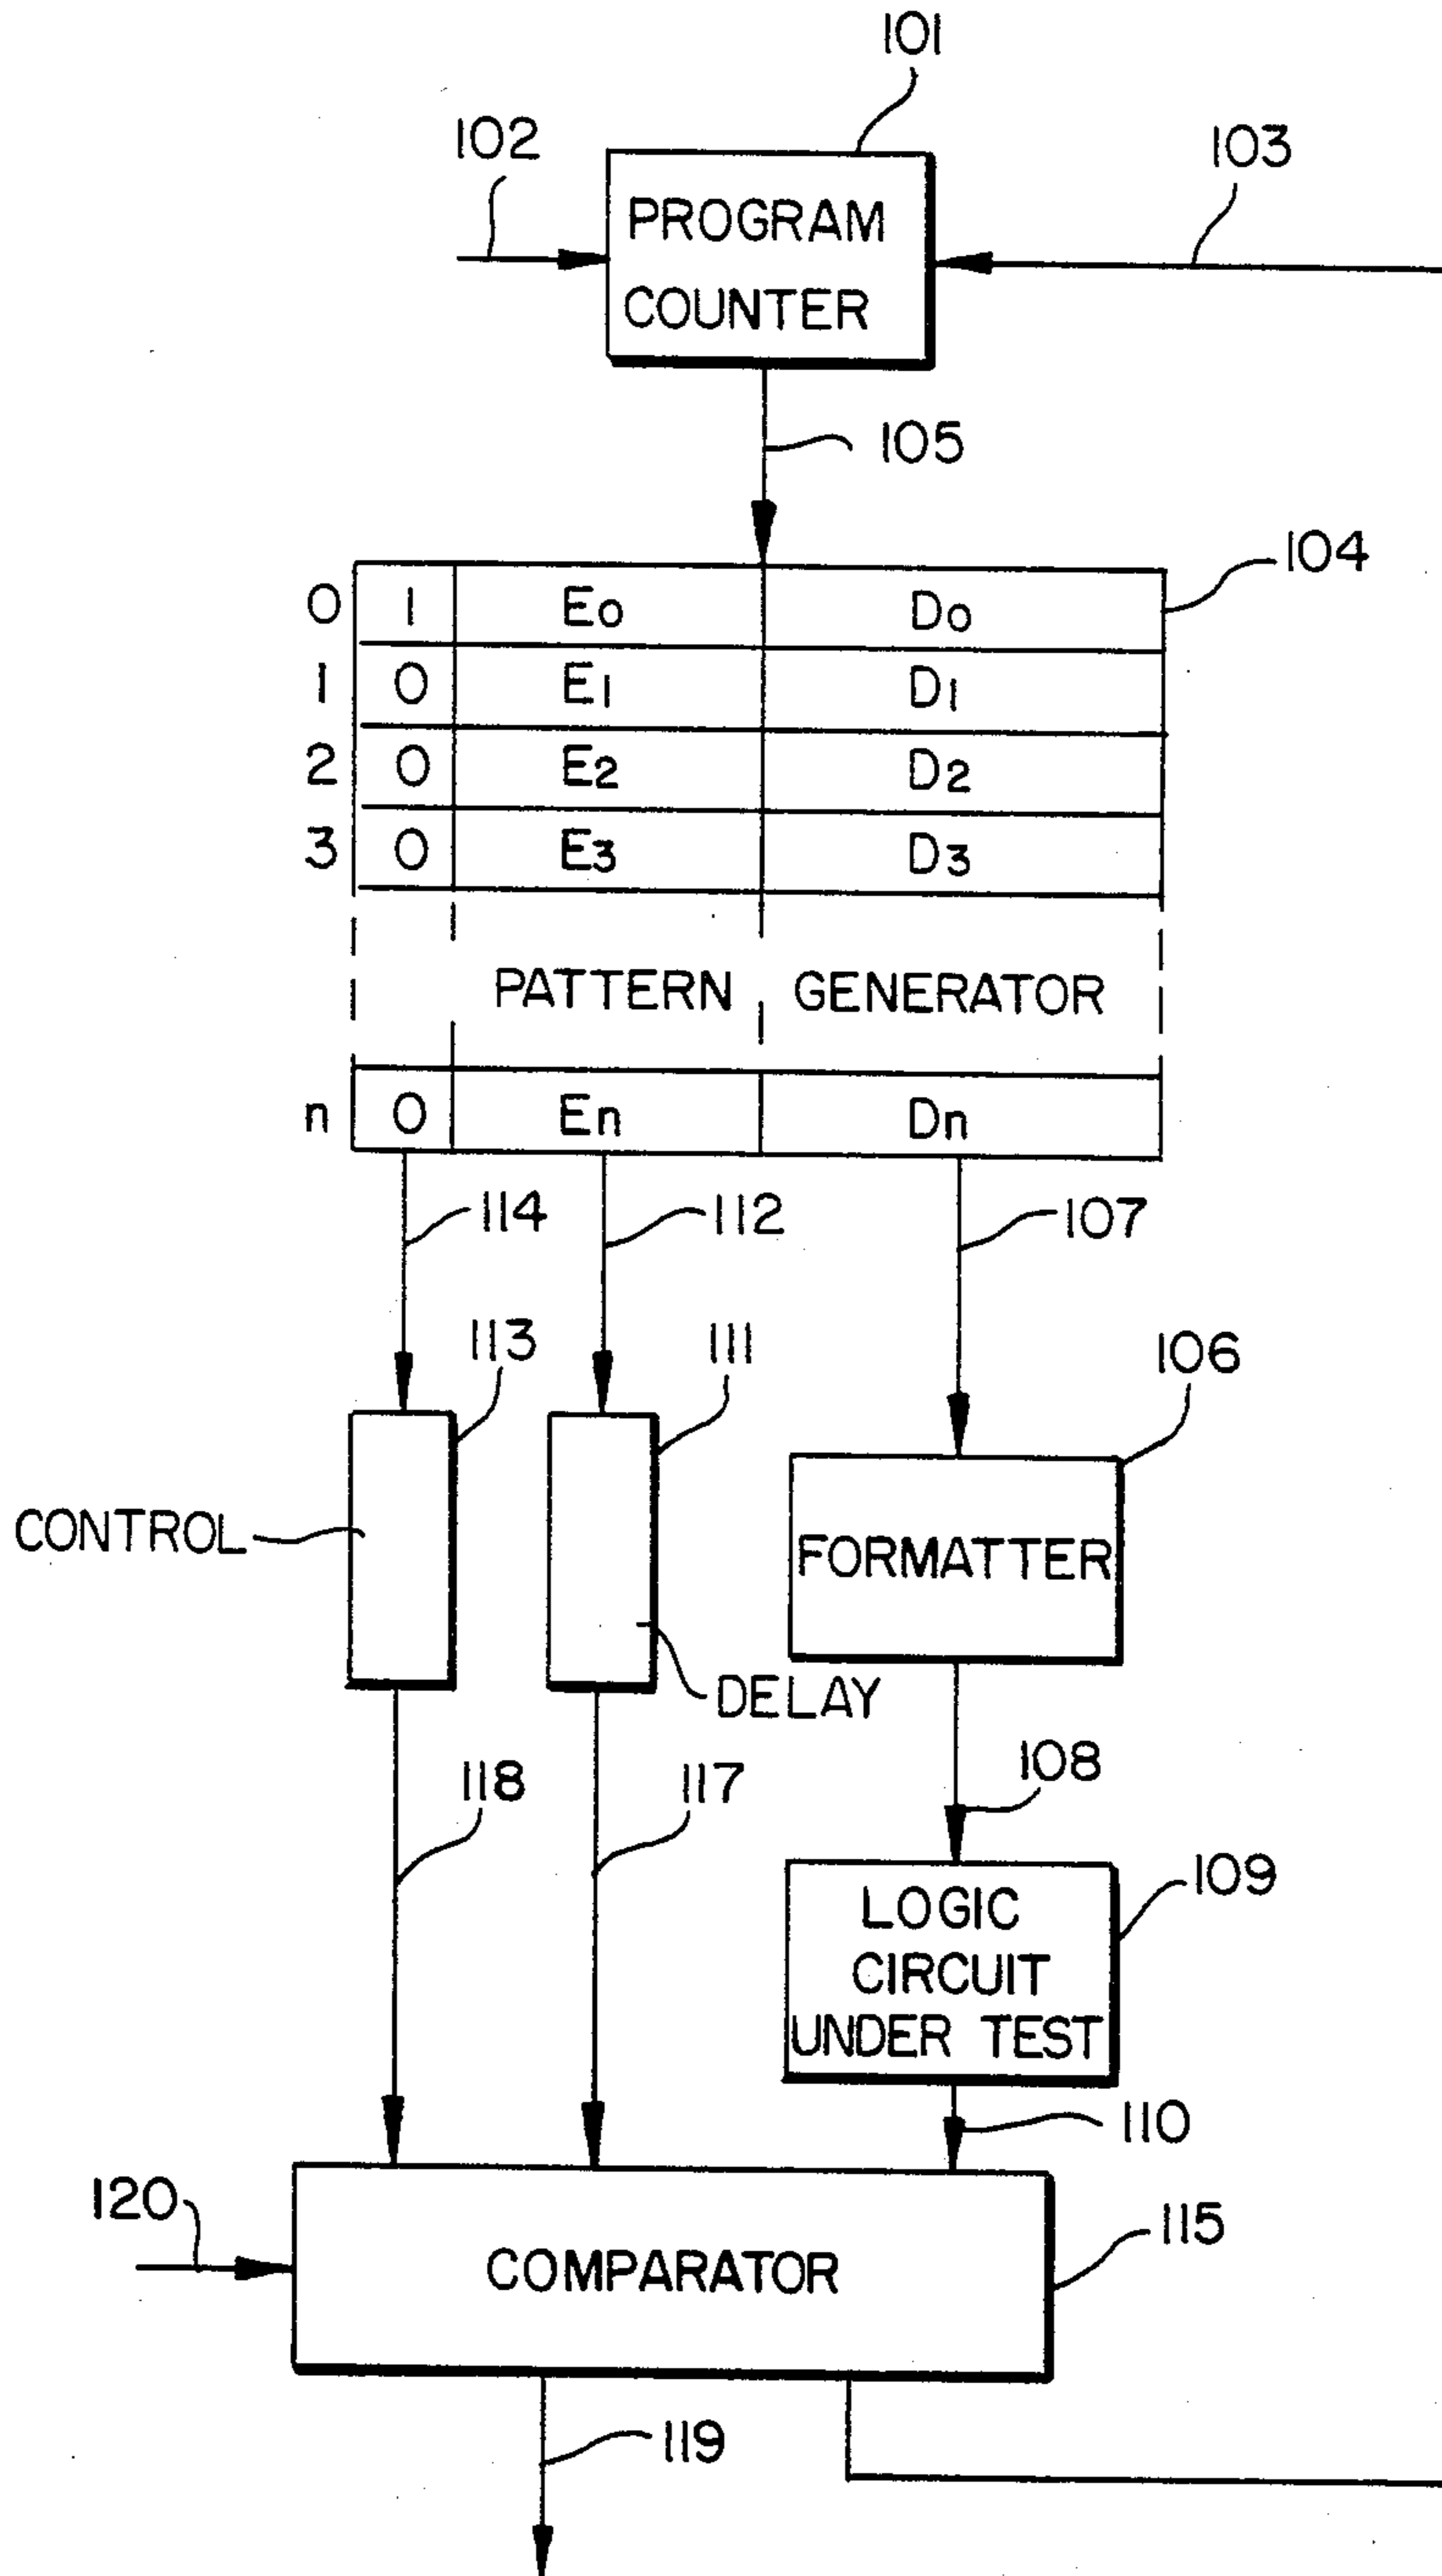 101
102
103
PROGRAM
COUNTER
105
104
0 1 E0 D0
1 0 E1 D1
2 0 E2 D2
3 0 E3 D3
PATTERN GENERATOR
n 0 En Dn
114 112 107
113 111 106
CONTROL
FORMATTER
DELAY
118 117 108
LOGIC
CIRCUIT
UNDER TEST
109
110
120
115
COMPARATOR
119